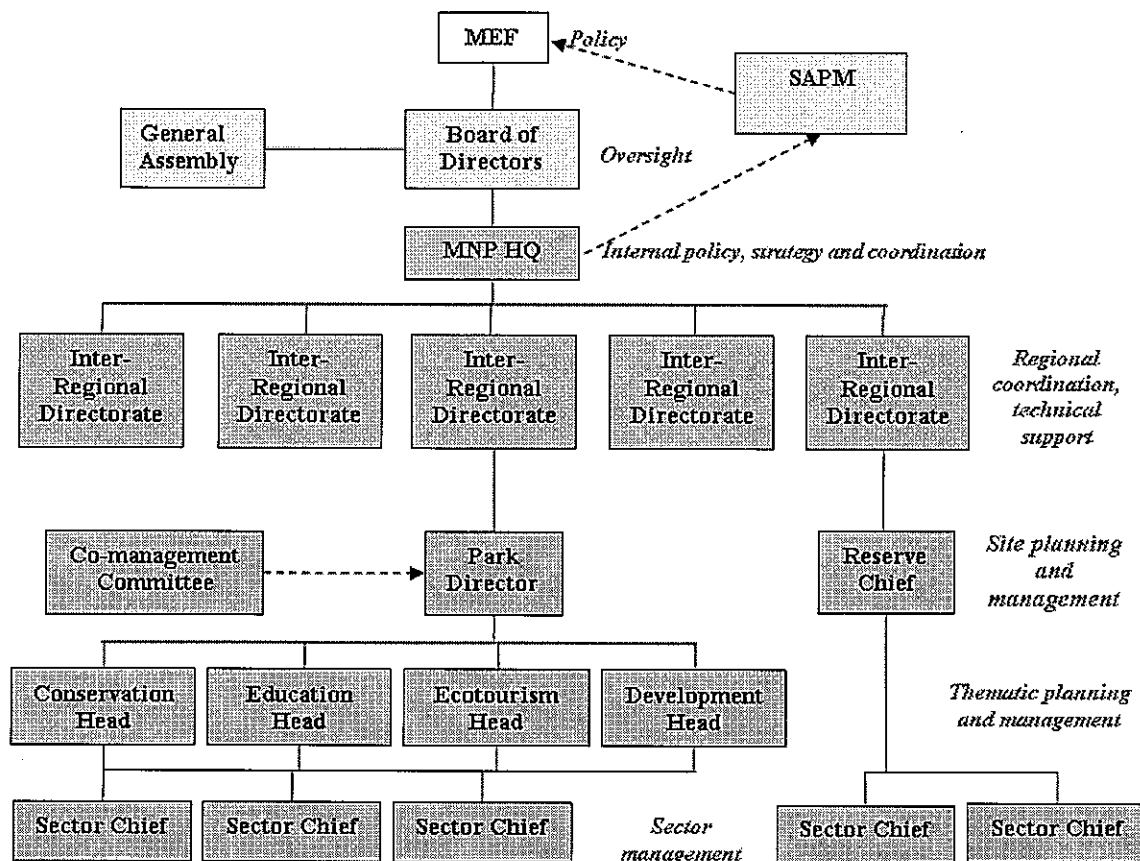 MEF
Policy
SAPM
General
Assembly
Board of
Directors
Oversight
MNP HQ
Internal policy, strategy and coordination
Inter-
Regional
Directorate
Inter-
Regional
Directorate
Inter-
Regional
Directorate
Inter-
Regional
Directorate
Inter-
Regional
Directorate
Regional
coordination,
technical
support
Co-management
Committee
Park
Director
Reserve
Chief
Site planning
and
management
Conservation
Head
Education
Head
Ecotourism
Head
Development
Head
Thematic planning
and management
Sector Chief
Sector Chief
Sector Chief
Sector
management
Sector Chief
Sector Chief